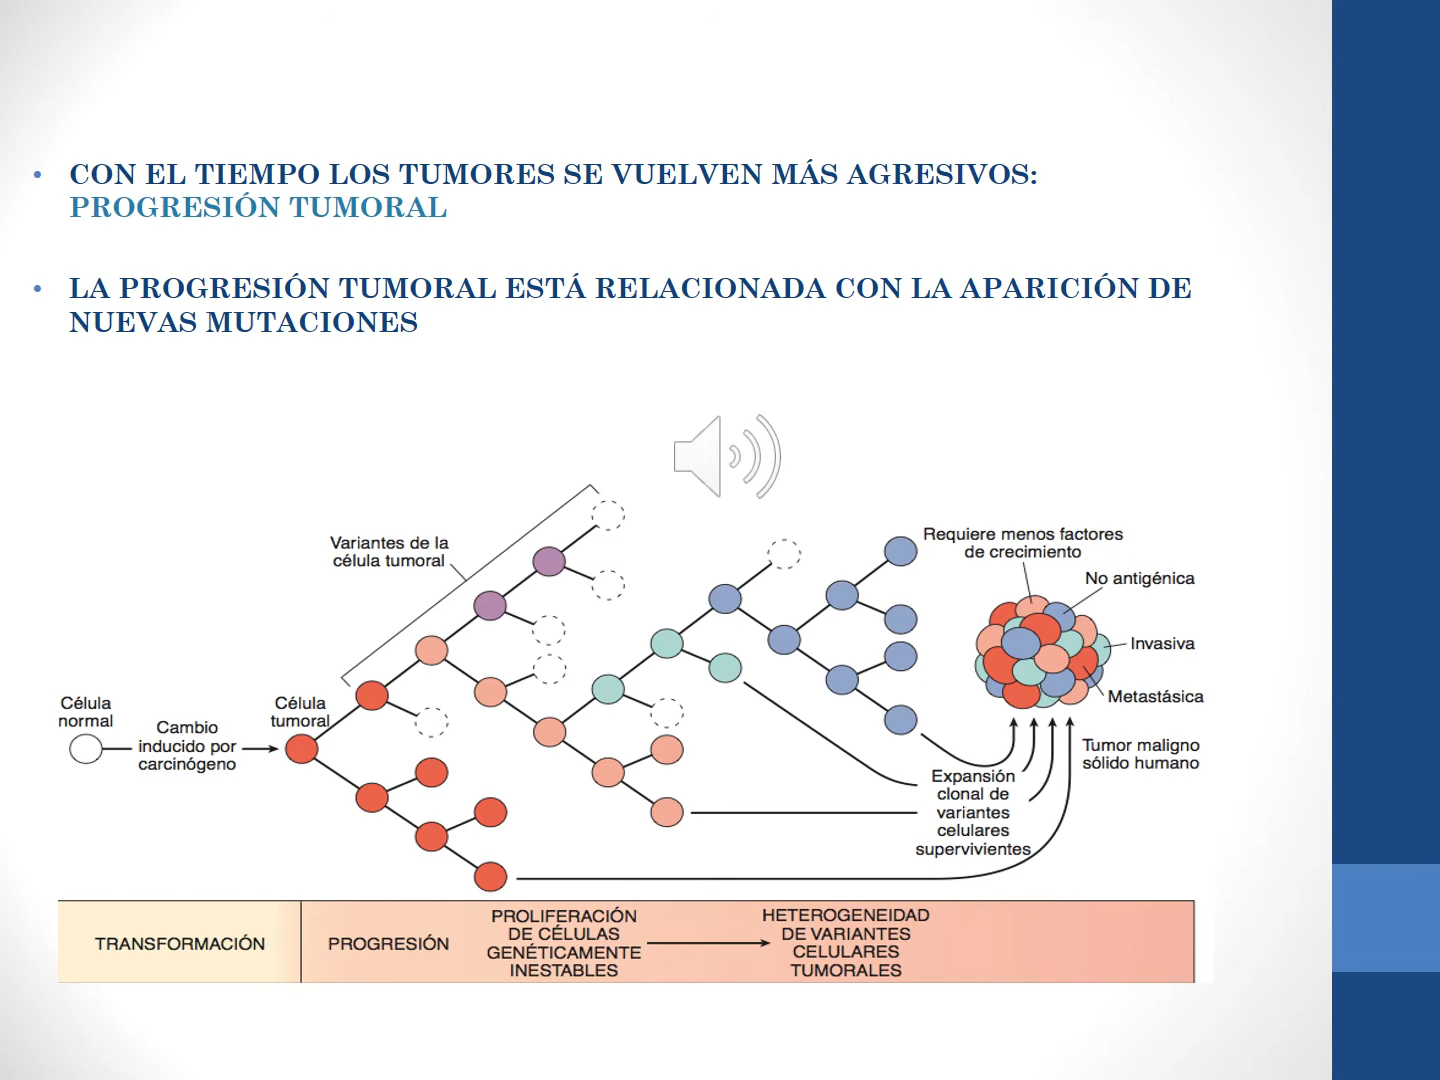 • CON EL TIEMPO LOS TUMORES SE VUELVEN MÁS AGRESIVOS:
PROGRESIÓN TUMORAL
• LA PROGRESIÓN TUMORAL ESTÁ RELACIONADA CON LA APARICIÓN DE
NUEVAS MUTACIONES
Variantes de la
célula tumoral
Requiere menos factores
de crecimiento
No antigénica
Invasiva
Metastásica
Célula
normal
Cambio
inducido por
carcinógeno
Célula
tumoral
Tumor maligno
sólido humano
Expansión
clonal de
variantes
celulares
supervivientes
TRANSFORMACIÓN
PROGRESIÓN
PROLIFERACIÓN
DE CÉLULAS
GENÉTICAMENTE
INESTABLES
HETEROGENEIDAD
DE VARIANTES
CELULARES
TUMORALES